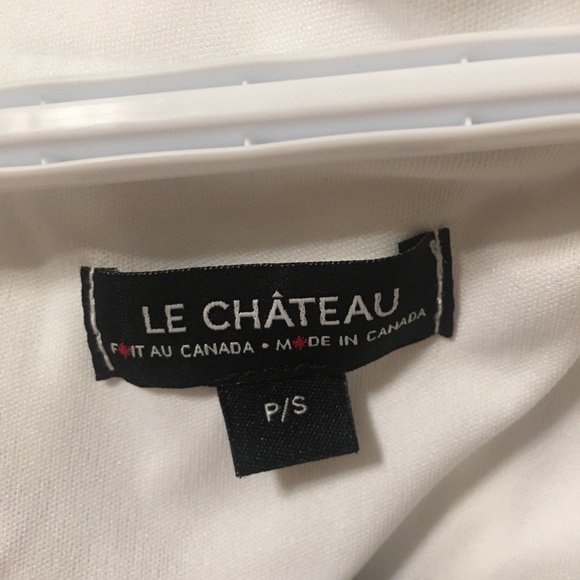 LE CHÂTEAU
FAIT AU CANADA • MADE IN CANADA
P/S